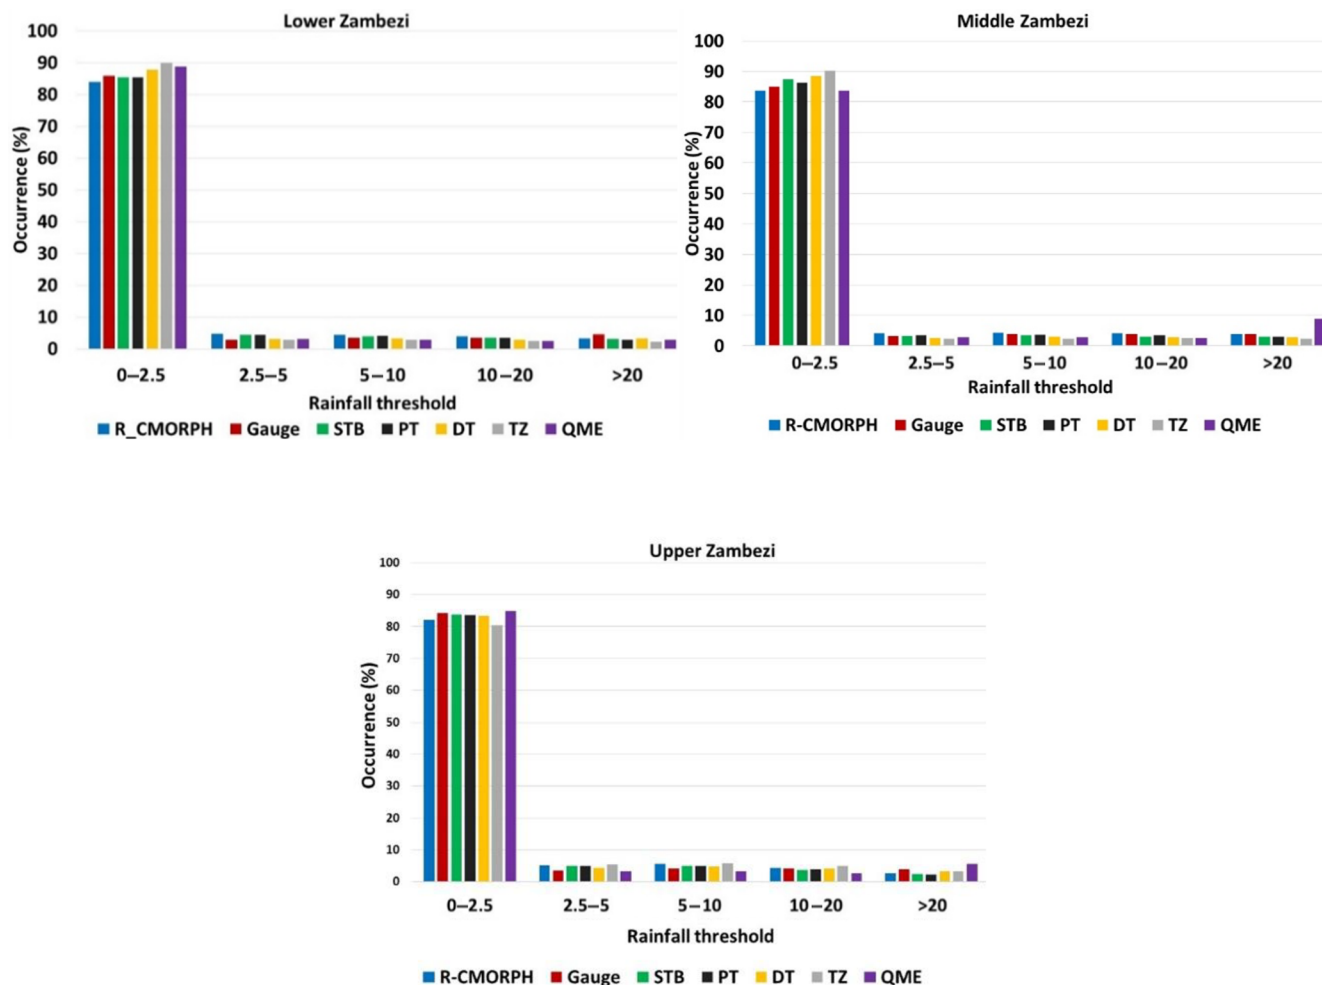 Lower Zambezi
100
90
80
70
60
50
40
30
20
10
0
Occurrence (%)
0–2.5 2.5–5 5–10 10–20 >20
Rainfall threshold
R_CMORPH Gauge STB PT DT TZ QME
Middle Zambezi
100
90
80
70
60
50
40
30
20
10
0
Occurrence (%)
0–2.5 2.5–5 5–10 10–20 >20
Rainfall threshold
R-CMORPH Gauge STB PT DT TZ QME
Upper Zambezi
100
90
80
70
60
50
40
30
20
10
0
Occurrence (%)
0–2.5 2.5–5 5–10 10–20 >20
Rainfall threshold
R-CMORPH Gauge STB PT DT TZ QME